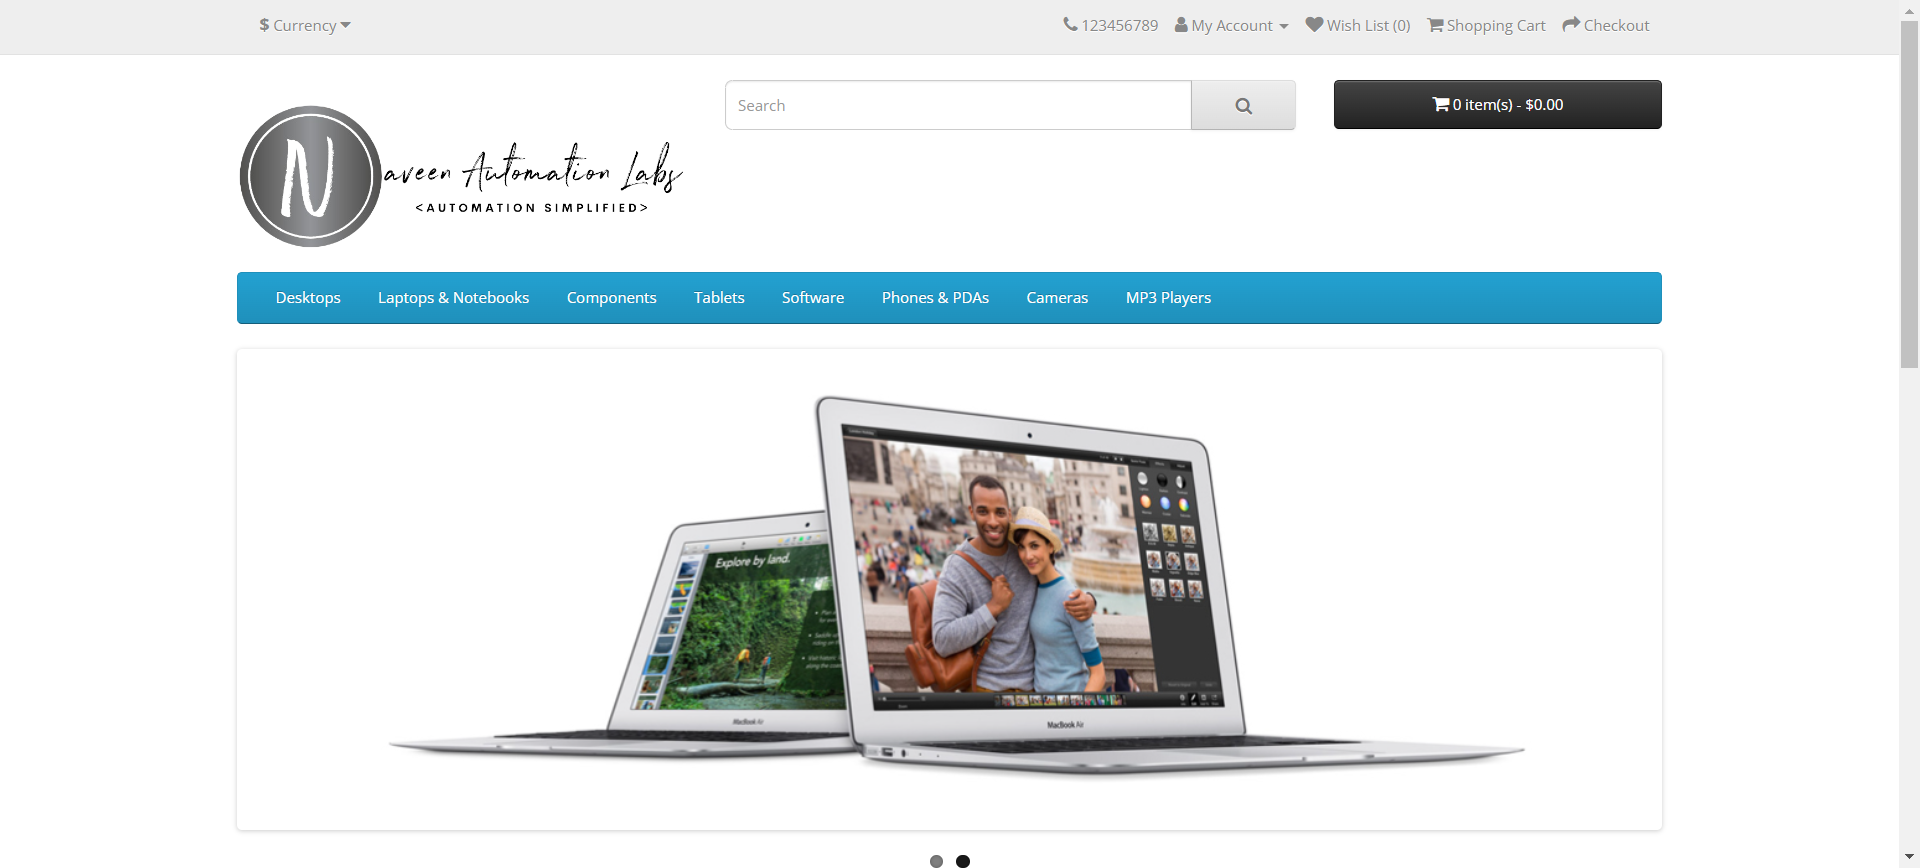 $ Currency
123456789 My Account Wish List (0) Shopping Cart Checkout
Search
0 item(s) - $0.00
N
aveen Automation Labs
<AUTOMATION SIMPLIFIED>
Desktops Laptops & Notebooks Components Tablets Software Phones & PDAs Cameras MP3 Players
Explore by land.
MacBook Air
MacBook Air